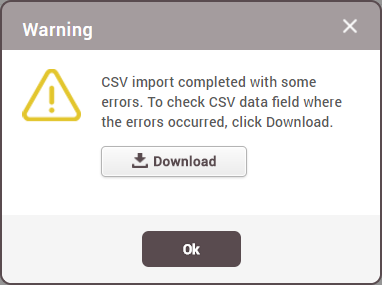 Warning
CSV import completed with some
errors. To check CSV data field where
the errors occurred, click Download.
Download
Ok